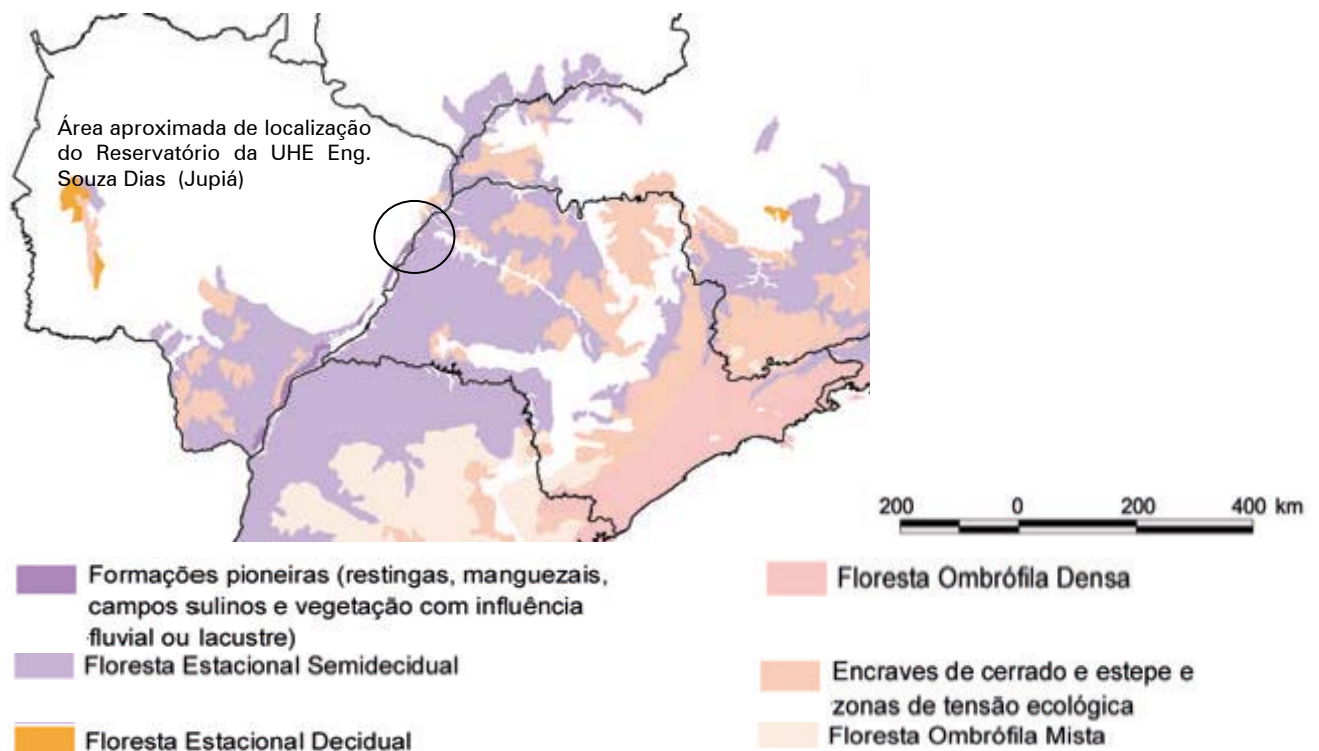 Área aproximada de localização
do Reservatório da UHE Eng.
Souza Dias (Jupiá)
200 0 200 400 km
Formações pioneiras (restingas, manguezais,
campos sulinos e vegetação com influência
fluvial ou lacustre)
Floresta Estacional Semidecidual
Floresta Estacional Decidual
Floresta Ombrófila Densa
Encraves de cerrado e estepe e
zonas de tensão ecológica
Floresta Ombrófila Mista